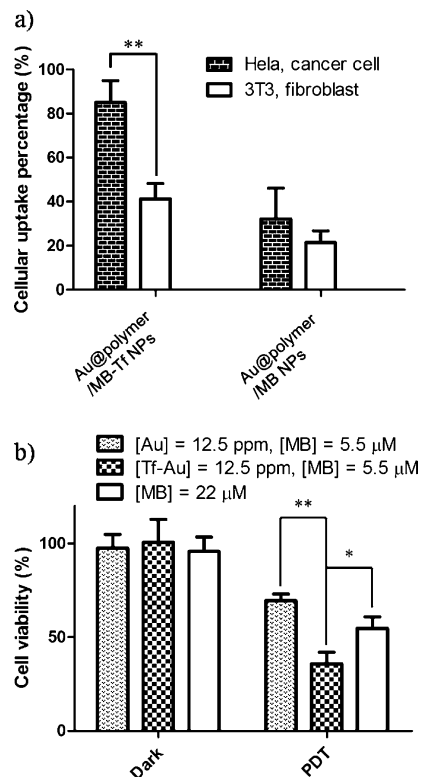 a)
**
Hela, cancer cell
3T3, fibroblast
Cellular uptake percentage (%)
100
80
60
40
20
0
Au@polymer
/MB-Tf NPs
Au@polymer
/MB NPs
b)
[Au] = 12.5 ppm, [MB] = 5.5 μM
[Tf-Au] = 12.5 ppm, [MB] = 5.5 μM
[MB] = 22 μM
**
*
Cell viability (%)
100
50
0
Dark
PDT